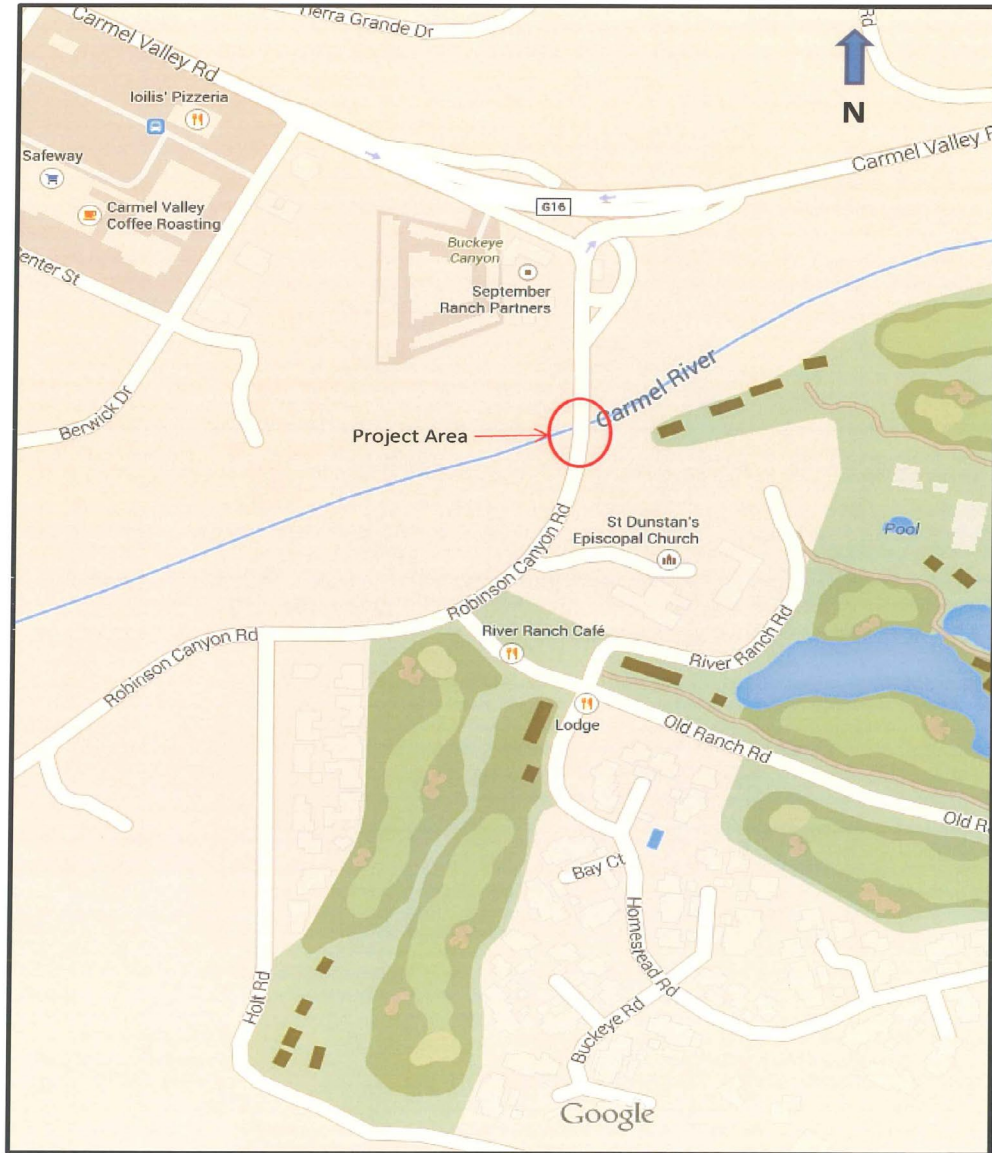 Tierra Grande Dr
Carmel Valley Rd
Rd
N
Ioilis' Pizzeria
Safeway
Carmel Valley
Coffee Roasting
Center St
Berwick Dr
G16
Carmel Valley R
Buckeye
Canyon
September
Ranch Partners
Carmel River
Project Area
St Dunstan's
Episcopal Church
Pool
Robinson Canyon Rd
Robinson Canyon Rd
River Ranch Café
River Ranch Rd
Lodge
Old Ranch Rd
Old R
Bay Ct
Homestead Rd
Holt Rd
Buckeye Rd
Google